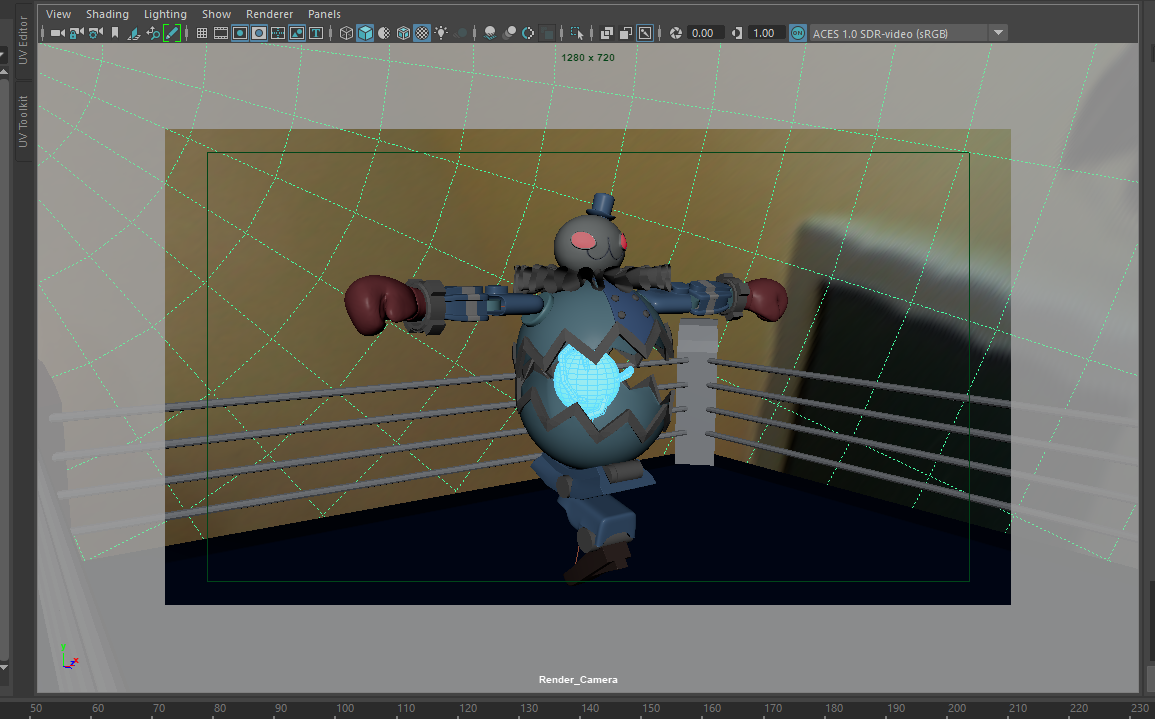 View Shading Lighting Show Renderer Panels
UV Editor
UV Toolkit
0.00 1.00 ON ACES 1.0 SDR-video (sRGB)
1280 x 720
Render_Camera
50 60 70 80 90 100 110 120 130 140 150 160 170 180 190 200 210 220 230